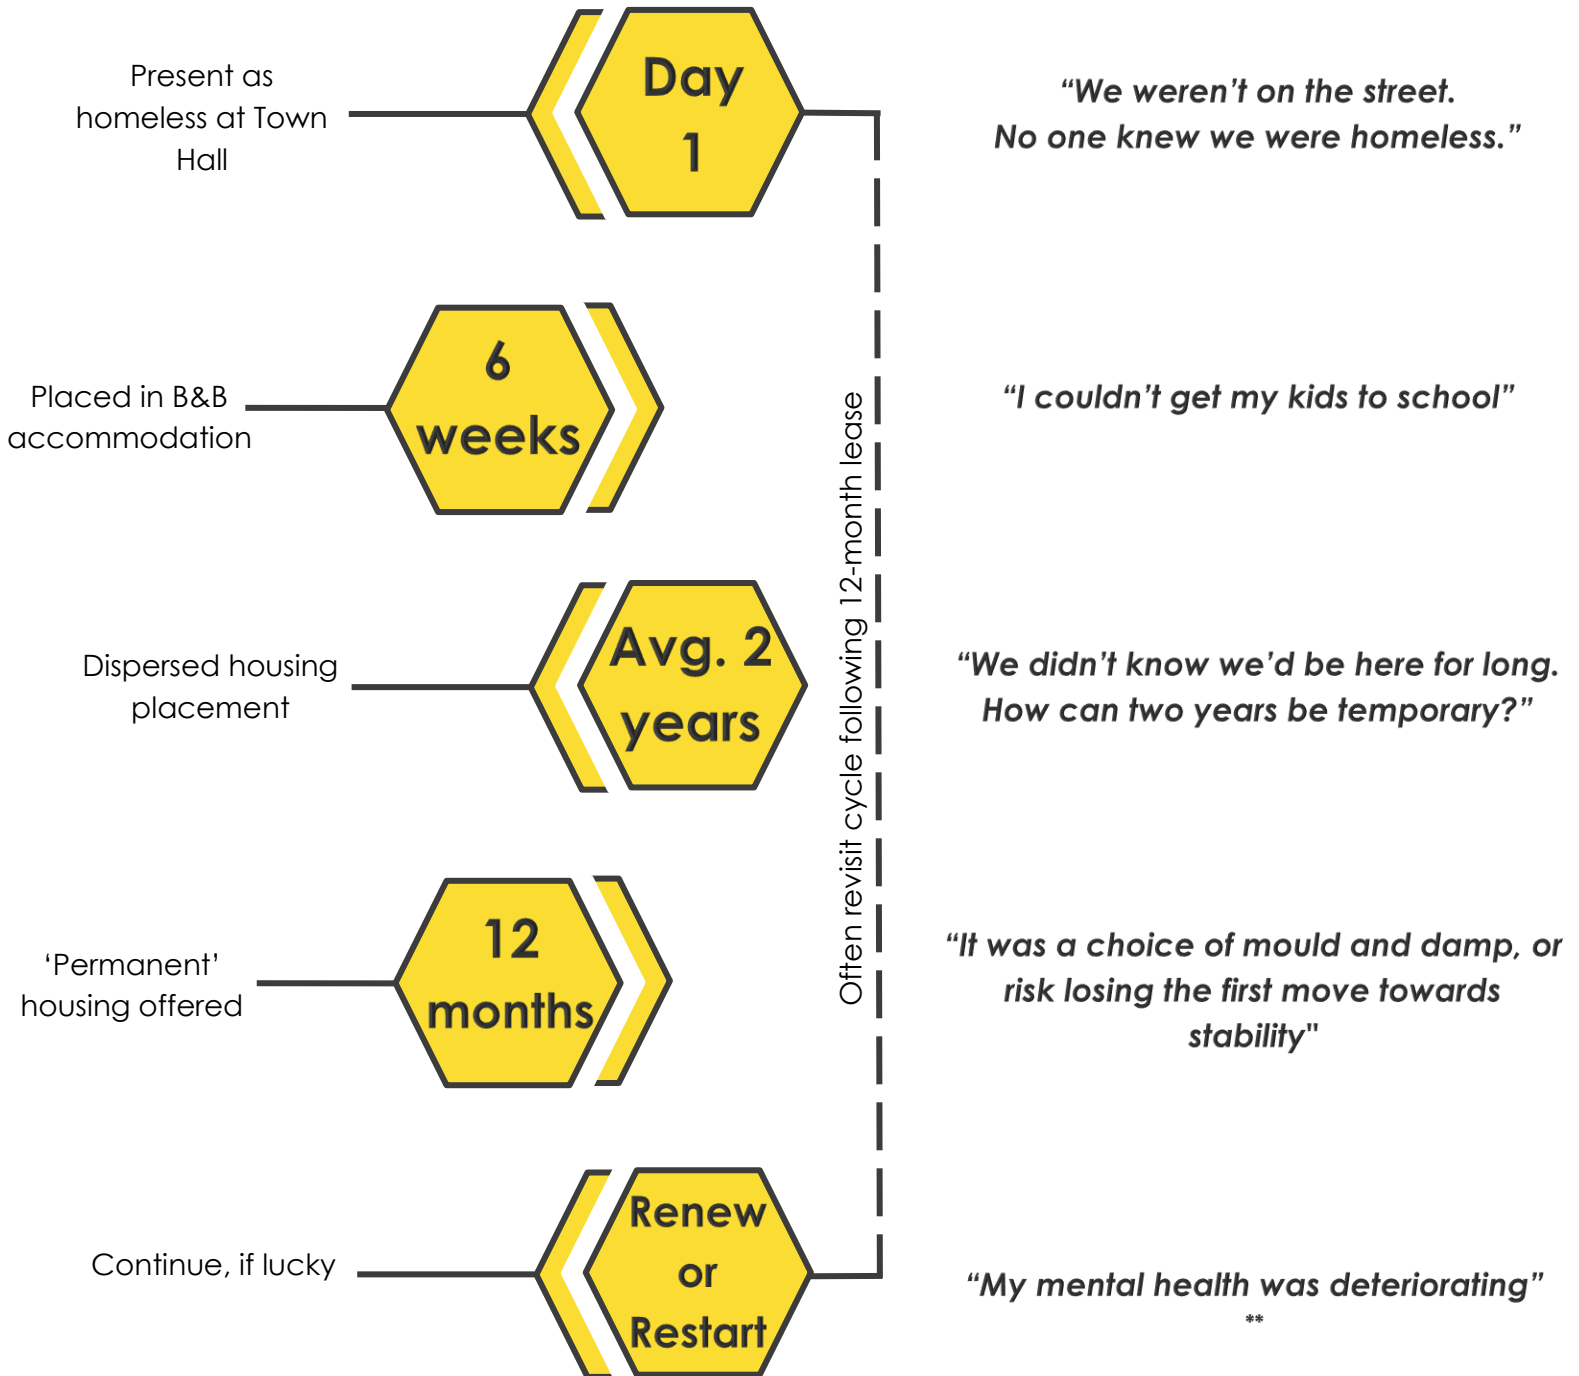 Present as
homeless at Town
Hall
Day
1
“We weren’t on the street.
No one knew we were homeless.”
Placed in B&B
accommodation
6
weeks
“I couldn’t get my kids to school”
Often revisit cycle following 12-month lease
Dispersed housing
placement
Avg. 2
years
“We didn’t know we’d be here for long.
How can two years be temporary?”
‘Permanent’
housing offered
12
months
“It was a choice of mould and damp, or
risk losing the first move towards
stability"
Continue, if lucky
Renew
or
Restart
“My mental health was deteriorating”
**